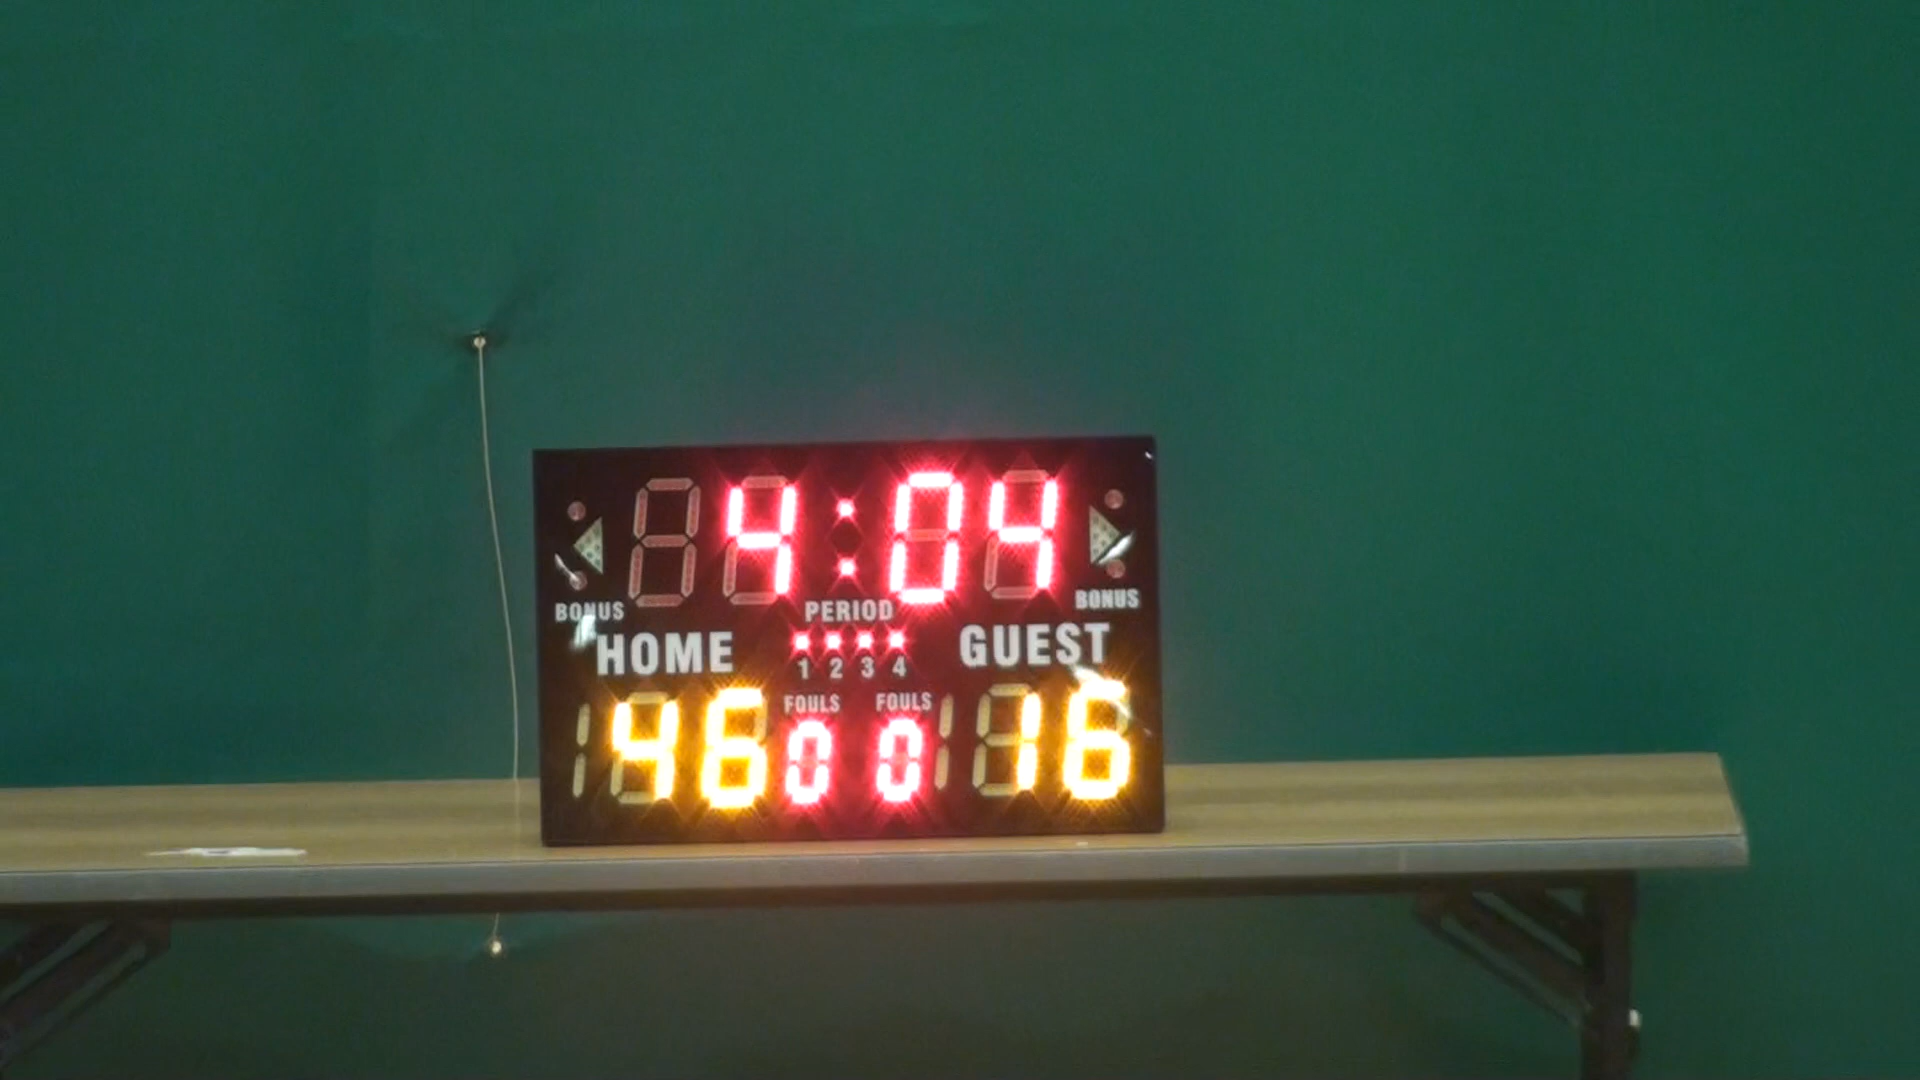 4:04
BONUS PERIOD BONUS
HOME 1 2 3 4 GUEST
FOULS FOULS
46 0 0 16